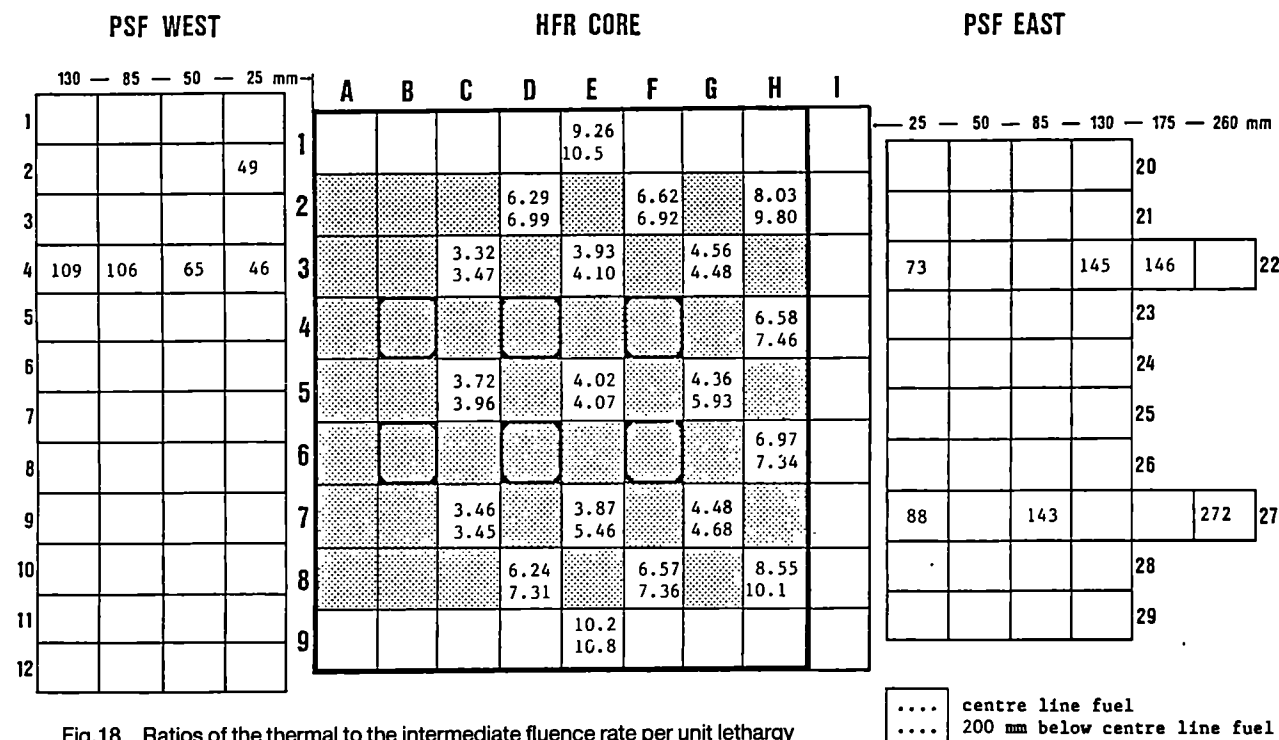 PSF WEST
HFR CORE
PSF EAST
130 — 85 — 50 — 25 mm
A B C D E F G H I
25 — 50 — 85 — 130 — 175 — 260 mm
1
2 49
3
4 109 106 65 46
5
6
7
8
9
10
11
12
1 9.26
10.5
2 6.29 6.62 8.03
6.99 6.92 9.80
3 3.32 3.93 4.56
3.47 4.10 4.48
4 6.58
7.46
5 3.72 4.02 4.36
3.96 4.07 5.93
6 6.97
7.34
7 3.46 3.87 4.48
3.45 5.46 4.68
8 6.24 6.57 8.55
7.31 7.36 10.1
9 10.2
10.8
20
21
73 145 146 22
23
24
25
26
88 143 272 27
28
29
.... centre line fuel
.... 200 mm below centre line fuel
Fig.18 Ratios of the thermal to the intermediate fluence rate per unit lethargy